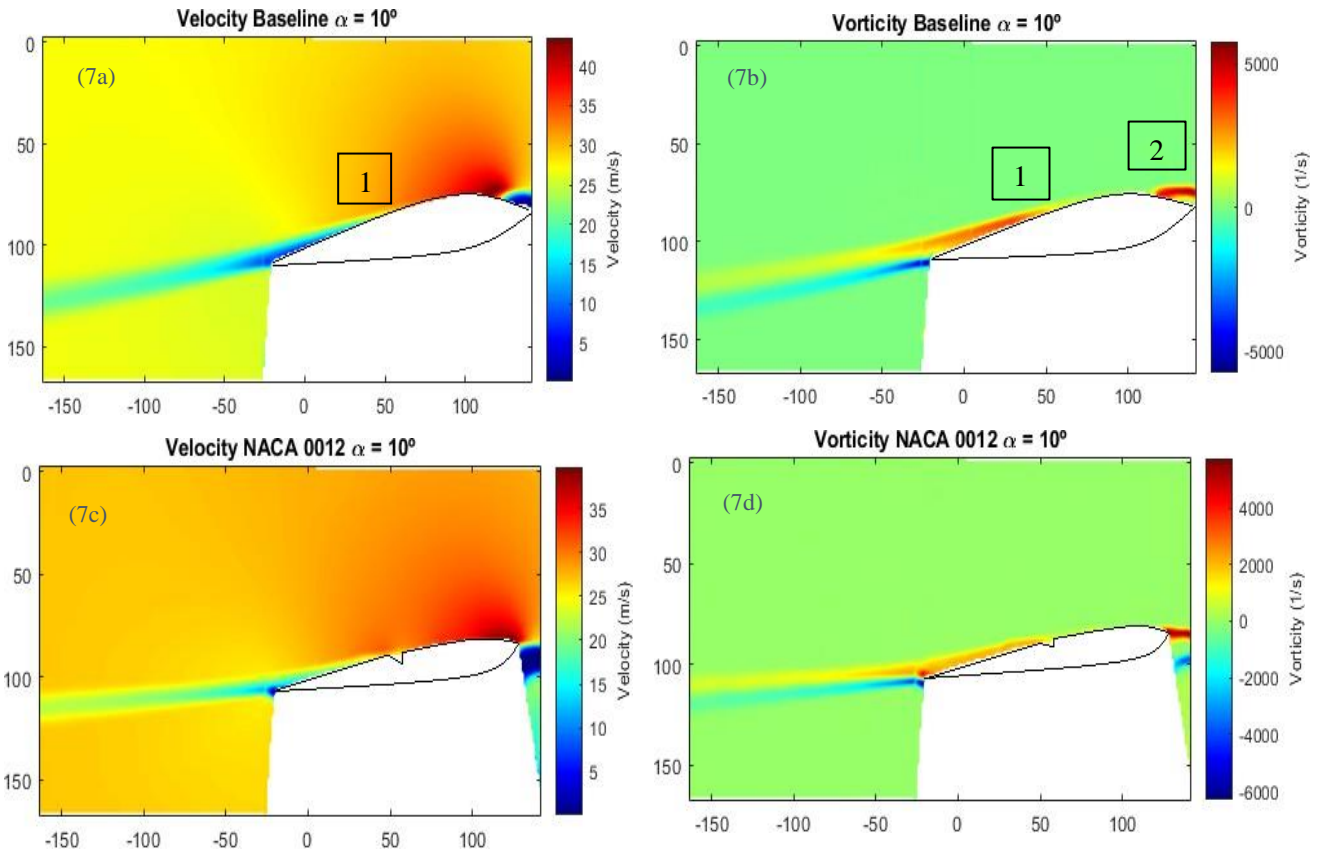 Velocity Baseline α = 10º
(7a)
1
0
50
100
150
-150 -100 -50 0 50 100
40
35
30
25
20
15
10
5
Velocity (m/s)
Vorticity Baseline α = 10º
(7b)
1
2
0
50
100
150
-150 -100 -50 0 50 100
5000
0
-5000
Vorticity (1/s)
Velocity NACA 0012 α = 10º
(7c)
0
50
100
150
-150 -100 -50 0 50 100
35
30
25
20
15
10
5
Velocity (m/s)
Vorticity NACA 0012 α = 10º
(7d)
0
50
100
150
-150 -100 -50 0 50 100
4000
2000
0
-2000
-4000
-6000
Vorticity (1/s)